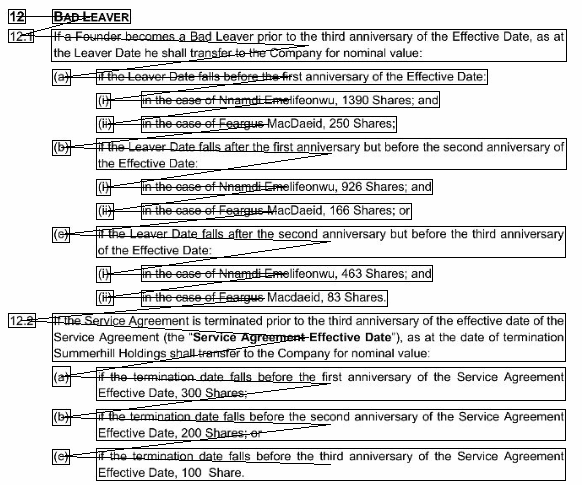 12 BAD LEAVER
12.1 If a Founder becomes a Bad Leaver prior to the third anniversary of the Effective Date, as at
the Leaver Date he shall transfer to the Company for nominal value:
(a) if the Leaver Date falls before the first anniversary of the Effective Date:
(i) in the case of Nnamdi Emelifeonwu, 1390 Shares; and
(ii) in the case of Feargus MacDaeid, 250 Shares;
(b) if the Leaver Date falls after the first anniversary but before the second anniversary of
the Effective Date:
(i) in the case of Nnamdi Emelifeonwu, 926 Shares; and
(ii) in the case of Feargus MacDaeid, 166 Shares; or
(c) if the Leaver Date falls after the second anniversary but before the third anniversary
of the Effective Date:
(i) in the case of Nnamdi Emelifeonwu, 463 Shares; and
(ii) in the case of Feargus Macdaeid, 83 Shares.
12.2 If the Service Agreement is terminated prior to the third anniversary of the effective date of the
Service Agreement (the "Service Agreement Effective Date"), as at the date of termination
Summerhill Holdings shall transfer to the Company for nominal value:
(a) if the termination date falls before the first anniversary of the Service Agreement
Effective Date, 300 Shares;
(b) if the termination date falls before the second anniversary of the Service Agreement
Effective Date, 200 Shares; or
(c) if the termination date falls before the third anniversary of the Service Agreement
Effective Date, 100 Share.